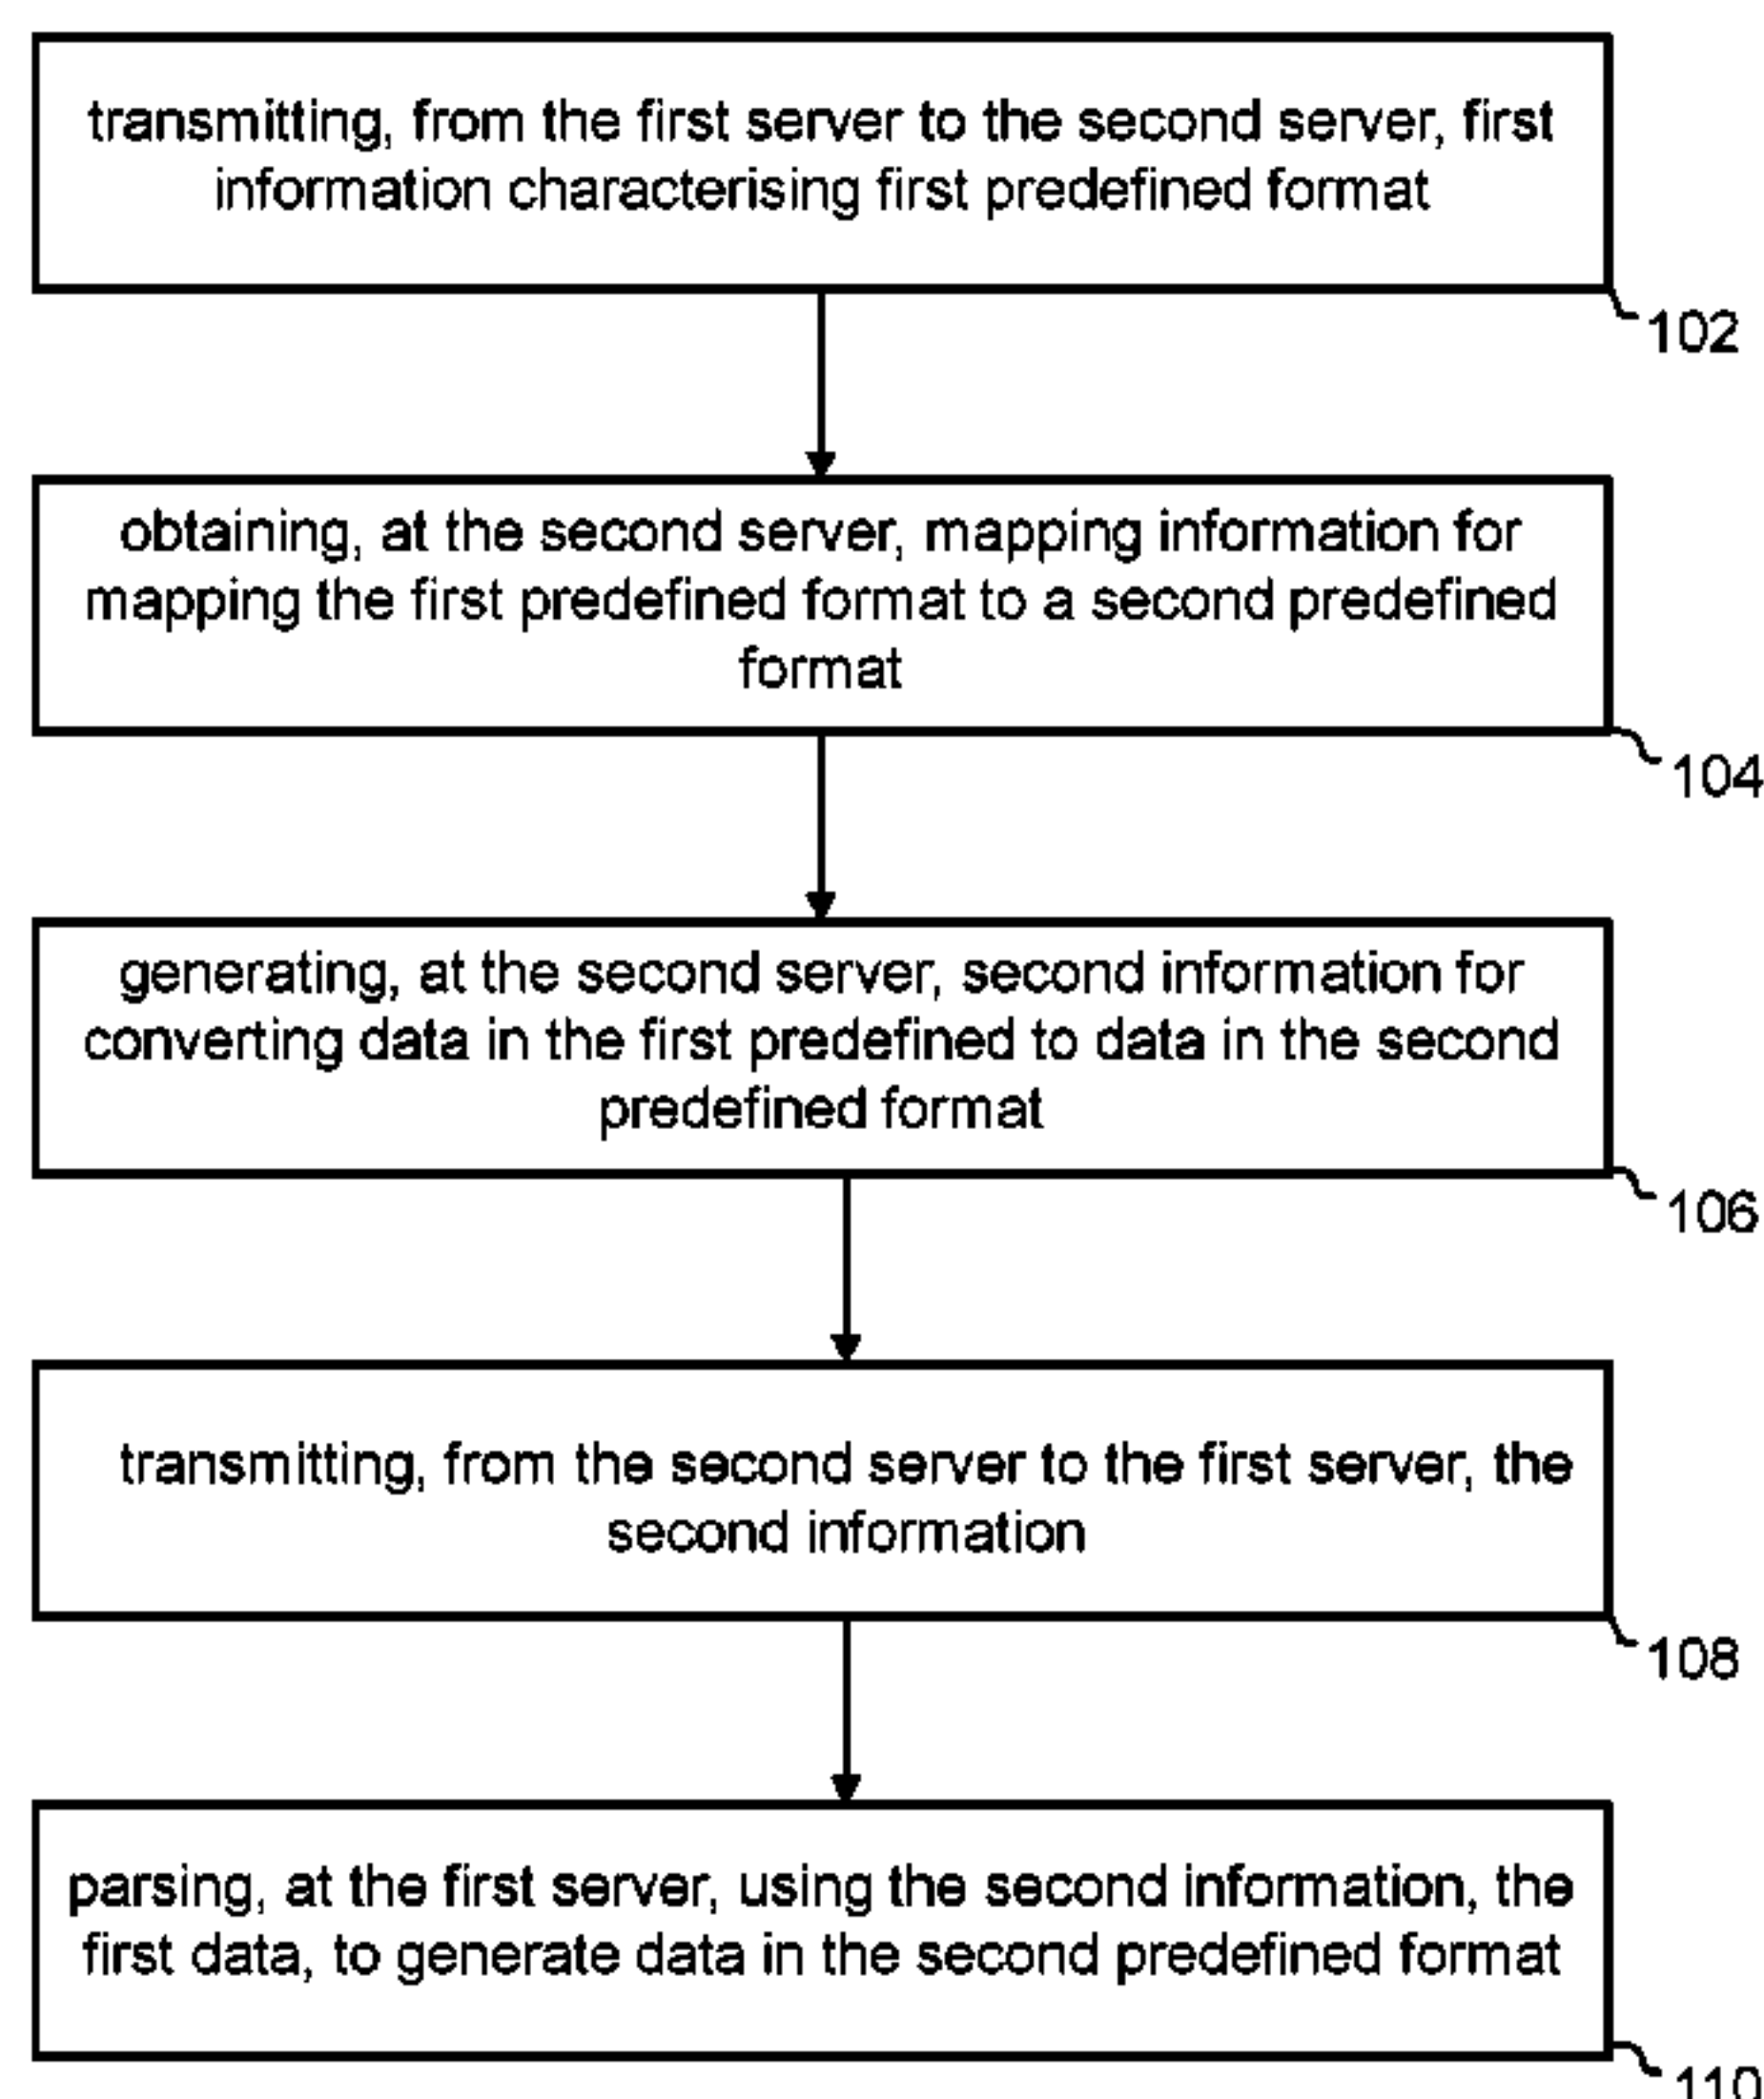 transmitting, from the first server to the second server, first
information characterising first predefined format
102
obtaining, at the second server, mapping information for
mapping the first predefined format to a second predefined
format
104
generating, at the second server, second information for
converting data in the first predefined to data in the second
predefined format
106
transmitting, from the second server to the first server, the
second information
108
parsing, at the first server, using the second information, the
first data, to generate data in the second predefined format
110